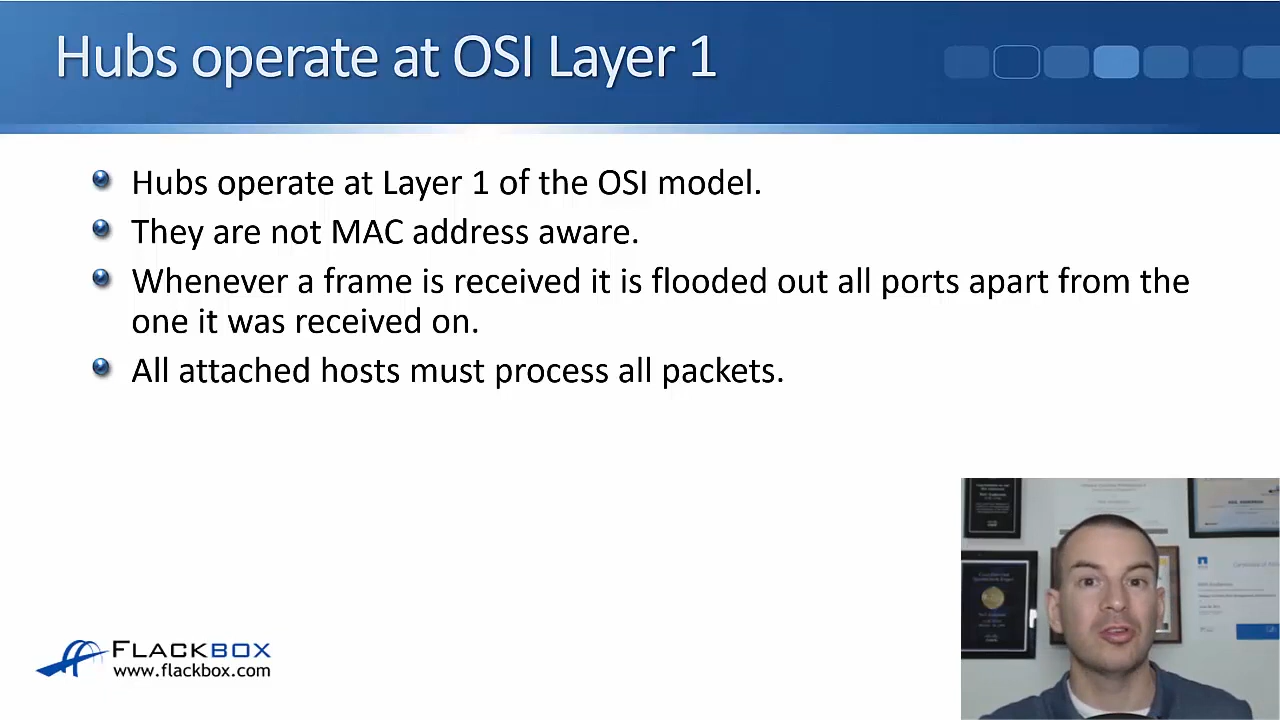 Hubs operate at OSI Layer 1
Hubs operate at Layer 1 of the OSI model.
They are not MAC address aware.
Whenever a frame is received it is flooded out all ports apart from the
one it was received on.
All attached hosts must process all packets.
FLACKBOX
www.flackbox.com